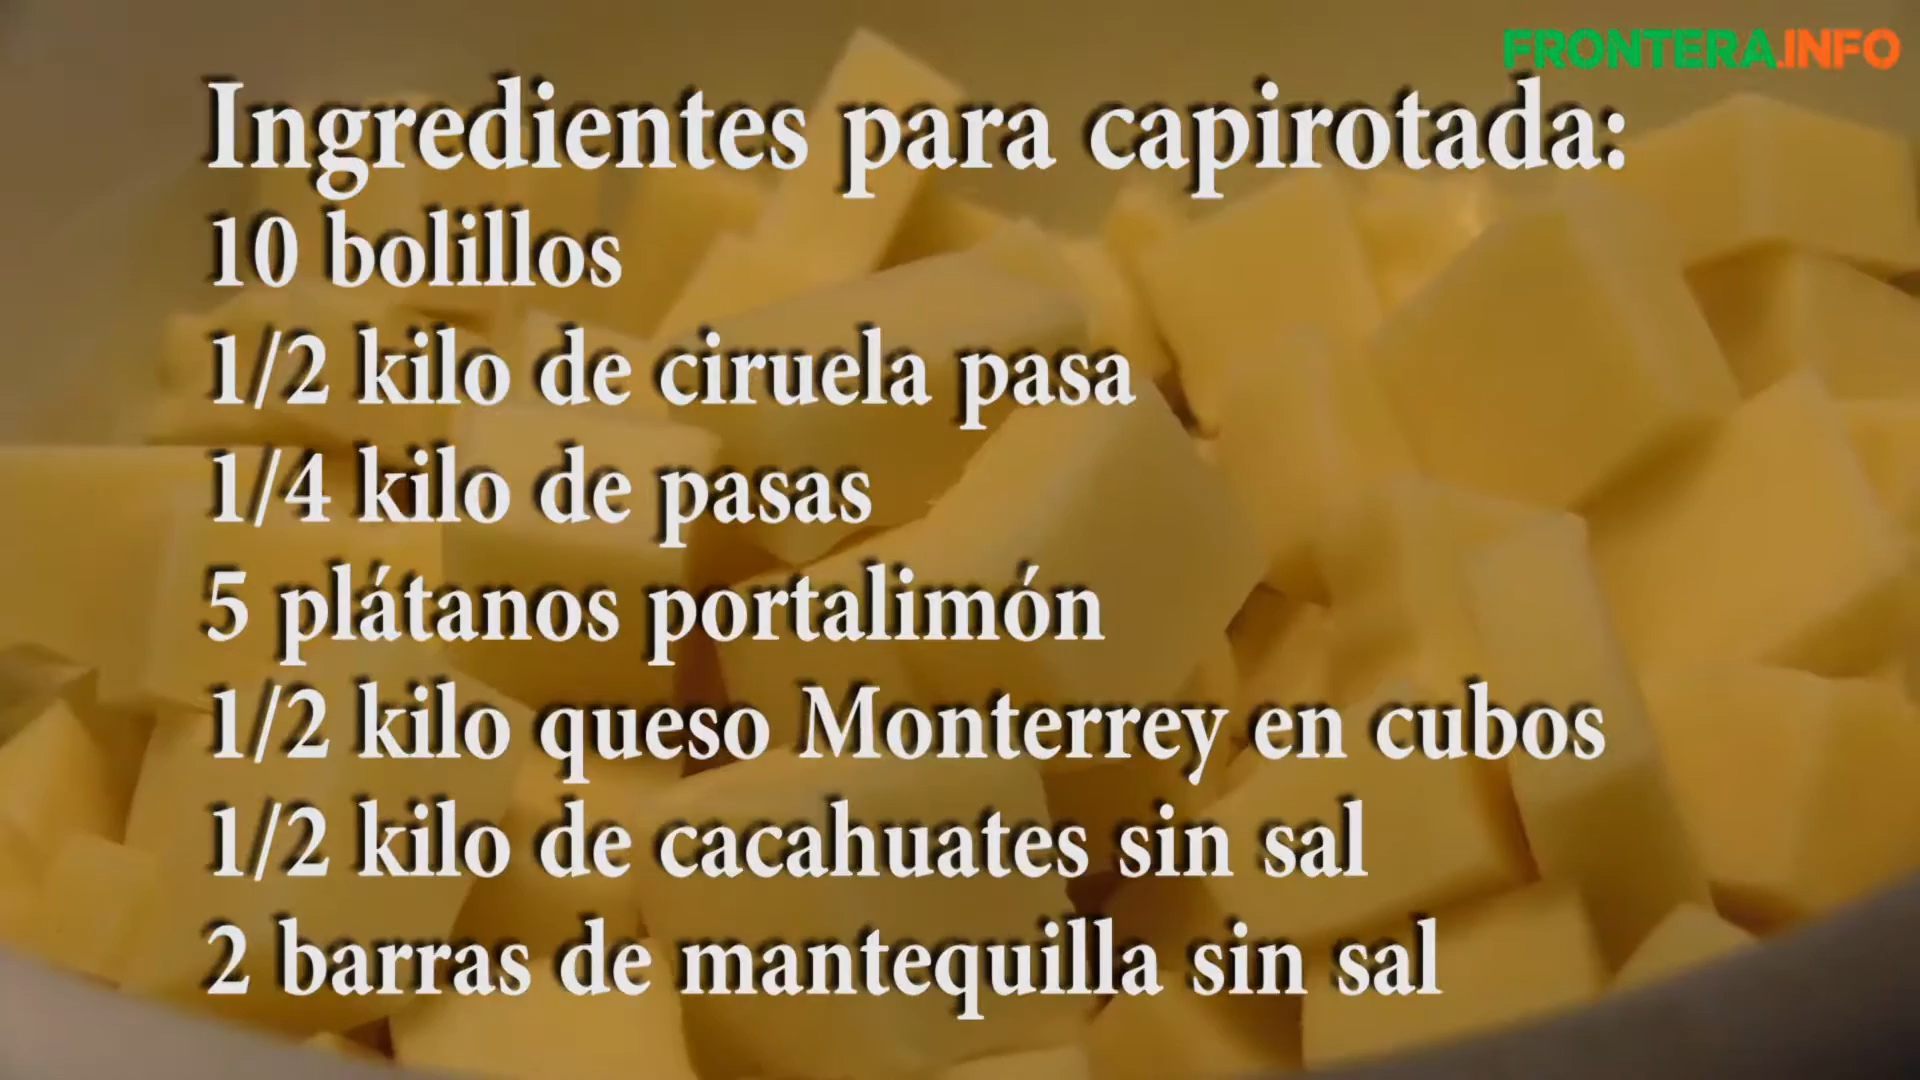 FRONTERA.INFO
Ingredientes para capirotada:
10 bolillos
1/2 kilo de ciruela pasa
1/4 kilo de pasas
5 plátanos portalimón
1/2 kilo queso Monterrey en cubos
1/2 kilo de cacahuates sin sal
2 barras de mantequilla sin sal